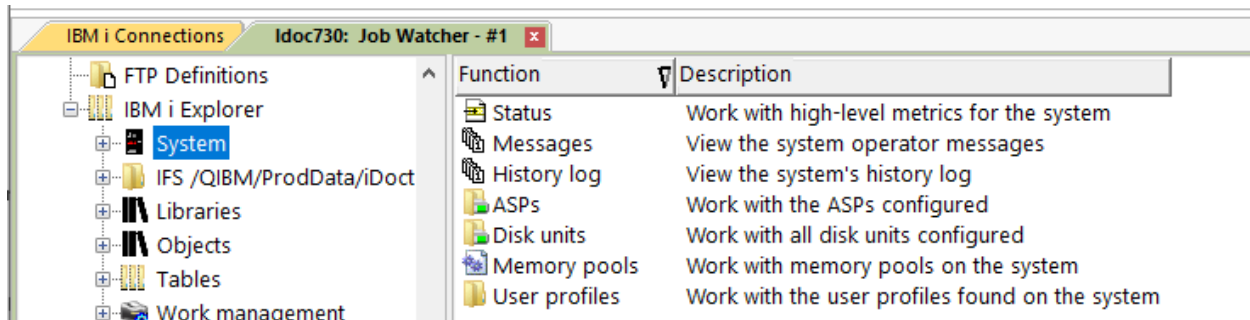 IBM i Connections
Idoc730: Job Watcher - #1
FTP Definitions
IBM i Explorer
System
IFS /QIBM/ProdData/iDoct
Libraries
Objects
Tables
Work management
Function Description
Status Work with high-level metrics for the system
Messages View the system operator messages
History log View the system's history log
ASPs Work with the ASPs configured
Disk units Work with all disk units configured
Memory pools Work with memory pools on the system
User profiles Work with the user profiles found on the system